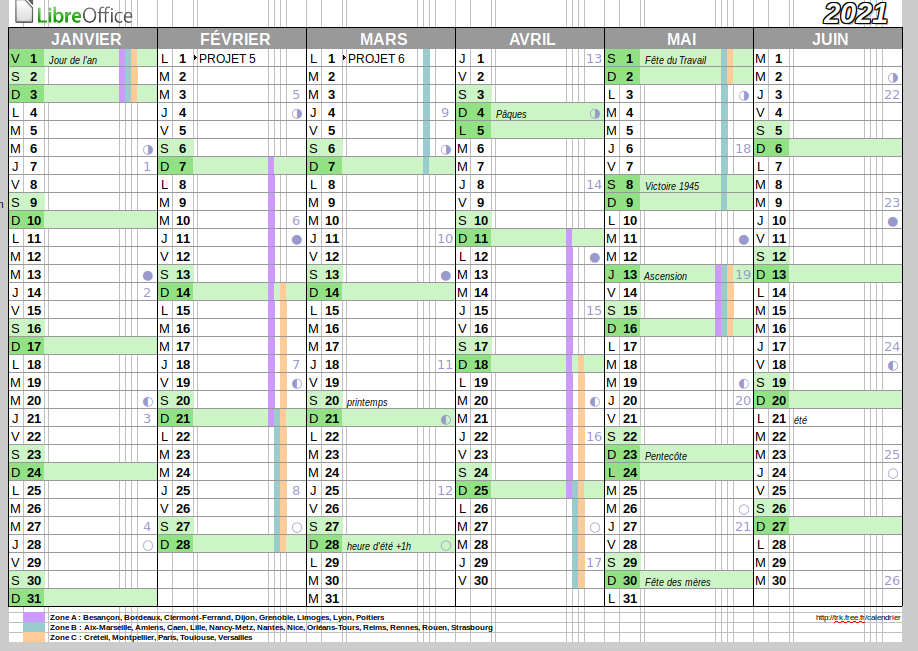 LibreOffice 2021
JANVIER FÉVRIER MARS AVRIL MAI JUIN
V 1 Jour de l'an L 1 PROJET 5 L 1 PROJET 6 J 1 13 S 1 Fête du Travail M 1
S 2 M 2 M 2 V 2 D 2 M 2
D 3 M 3 5 M 3 S 3 L 3 J 3 22
L 4 J 4 J 4 9 D 4 Pâques M 4 V 4
M 5 V 5 V 5 L 5 M 5 S 5
M 6 S 6 S 6 M 6 J 6 18 D 6
J 7 1 D 7 D 7 M 7 V 7 L 7
V 8 L 8 L 8 J 8 14 S 8 Victoire 1945 M 8
S 9 M 9 M 9 V 9 D 9 M 9 23
D 10 M 10 6 M 10 S 10 L 10 J 10
L 11 J 11 J 11 10 D 11 M 11 V 11
M 12 V 12 V 12 L 12 M 12 S 12
M 13 S 13 S 13 M 13 J 13 Ascension 19 D 13
J 14 2 D 14 D 14 M 14 V 14 L 14
V 15 L 15 L 15 J 15 15 S 15 M 15
S 16 M 16 M 16 V 16 D 16 M 16
D 17 M 17 M 17 S 17 L 17 J 17 24
L 18 J 18 7 J 18 11 D 18 M 18 V 18
M 19 V 19 V 19 L 19 M 19 S 19
M 20 S 20 S 20 printemps M 20 J 20 20 D 20
J 21 3 D 21 D 21 M 21 V 21 L 21 été
V 22 L 22 L 22 J 22 16 S 22 M 22
S 23 M 23 M 23 V 23 D 23 Pentecôte M 23 25
D 24 M 24 M 24 S 24 L 24 J 24
L 25 J 25 8 J 25 12 D 25 M 25 V 25
M 26 V 26 V 26 L 26 M 26 S 26
M 27 4 S 27 S 27 M 27 J 27 21 D 27
J 28 D 28 D 28 heure d'été +1h M 28 V 28 L 28
V 29 L 29 J 29 17 S 29 M 29
S 30 M 30 V 30 D 30 Fête des mères M 30 26
D 31 M 31 L 31
Zone A : Besançon, Bordeaux, Clermont-Ferrand, Dijon, Grenoble, Limoges, Lyon, Poitiers http://trk.free.fr/calendrier
Zone B : Aix-Marseille, Amiens, Caen, Lille, Nancy-Metz, Nantes, Nice, Orléans-Tours, Reims, Rennes, Rouen, Strasbourg
Zone C : Créteil, Montpellier, Paris, Toulouse, Versailles